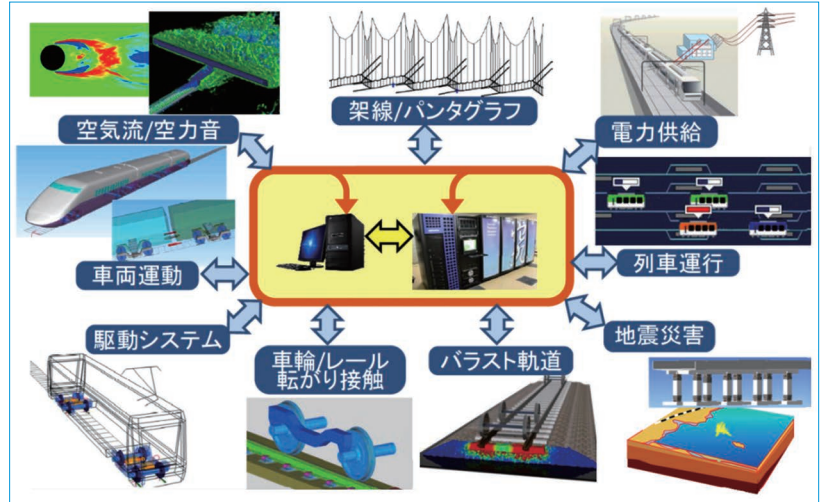 空気流/空力音
架線/パンタグラフ
電力供給
車両運動
列車運行
駆動システム
車輪/レール
転がり接触
バラスト軌道
地震災害